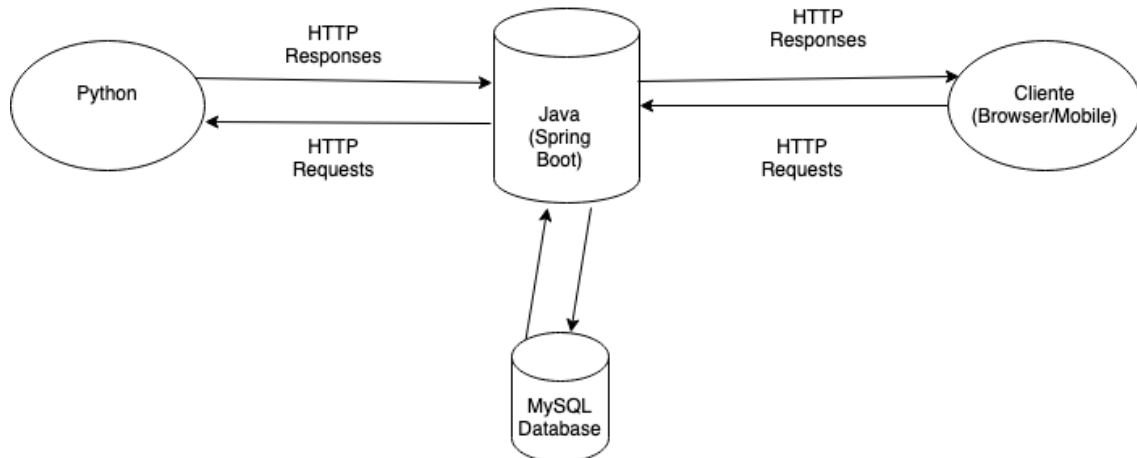 HTTP
Responses
HTTP
Responses
Python
Java
(Spring
Boot)
Cliente
(Browser/Mobile)
HTTP
Requests
HTTP
Requests
MySQL
Database